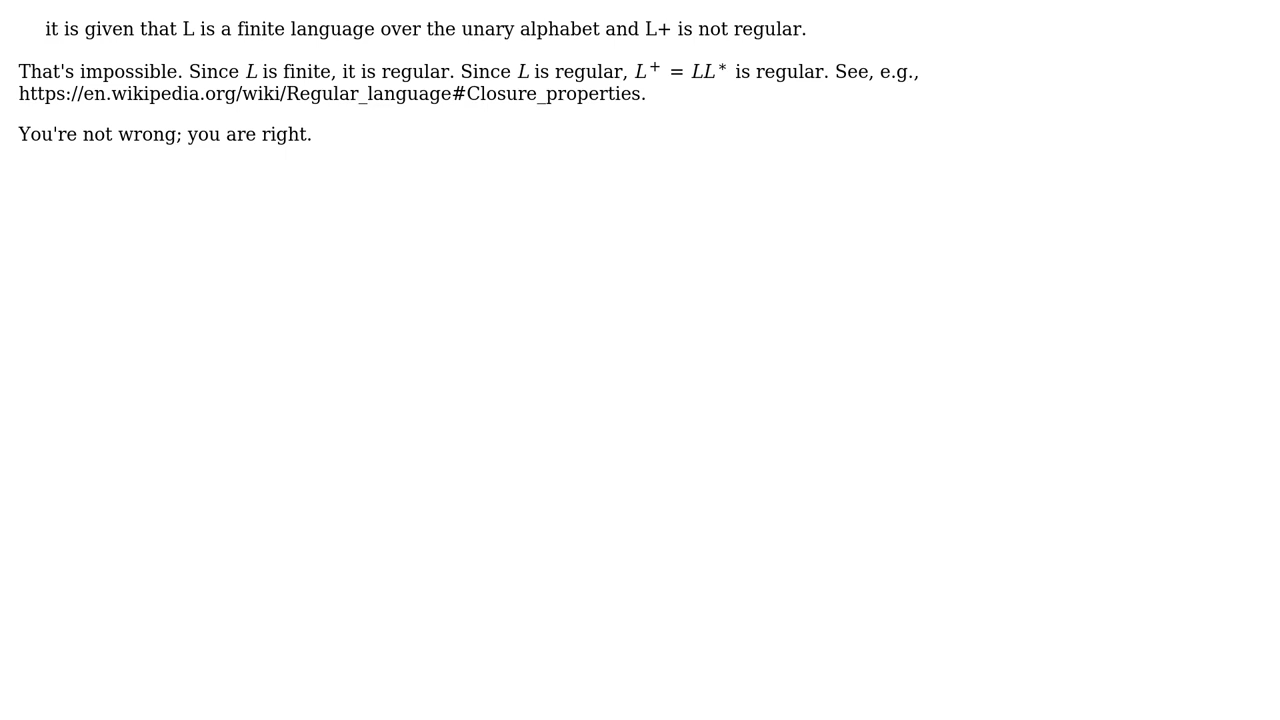 it is given that L is a finite language over the unary alphabet and L+ is not regular.
That's impossible. Since L is finite, it is regular. Since L is regular, L⁺ = LL* is regular. See, e.g.,
https://en.wikipedia.org/wiki/Regular_language#Closure_properties.
You're not wrong; you are right.